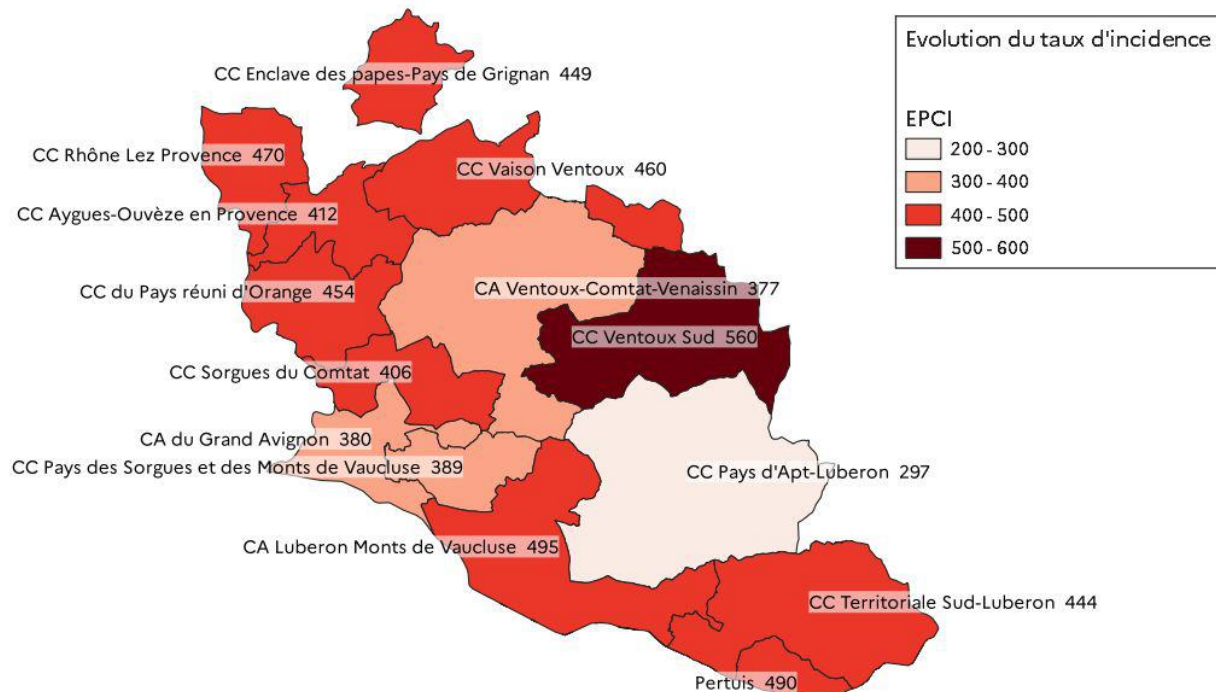 Evolution du taux d'incidence
EPCI
200 - 300
300 - 400
400 - 500
500 - 600
CC Enclave des papes-Pays de Grignan 449
CC Rhône Lez Provence 470
CC Vaison Ventoux 460
CC Aygues-Ouvèze en Provence 412
CC du Pays réuni d'Orange 454
CA Ventoux-Comtat-Venaissin 377
CC Ventoux Sud 560
CC Sorgues du Comtat 406
CA du Grand Avignon 380
CC Pays des Sorgues et des Monts de Vaucluse 389
CC Pays d'Apt-Luberon 297
CA Luberon Monts de Vaucluse 495
CC Territoriale Sud-Luberon 444
Pertuis 490